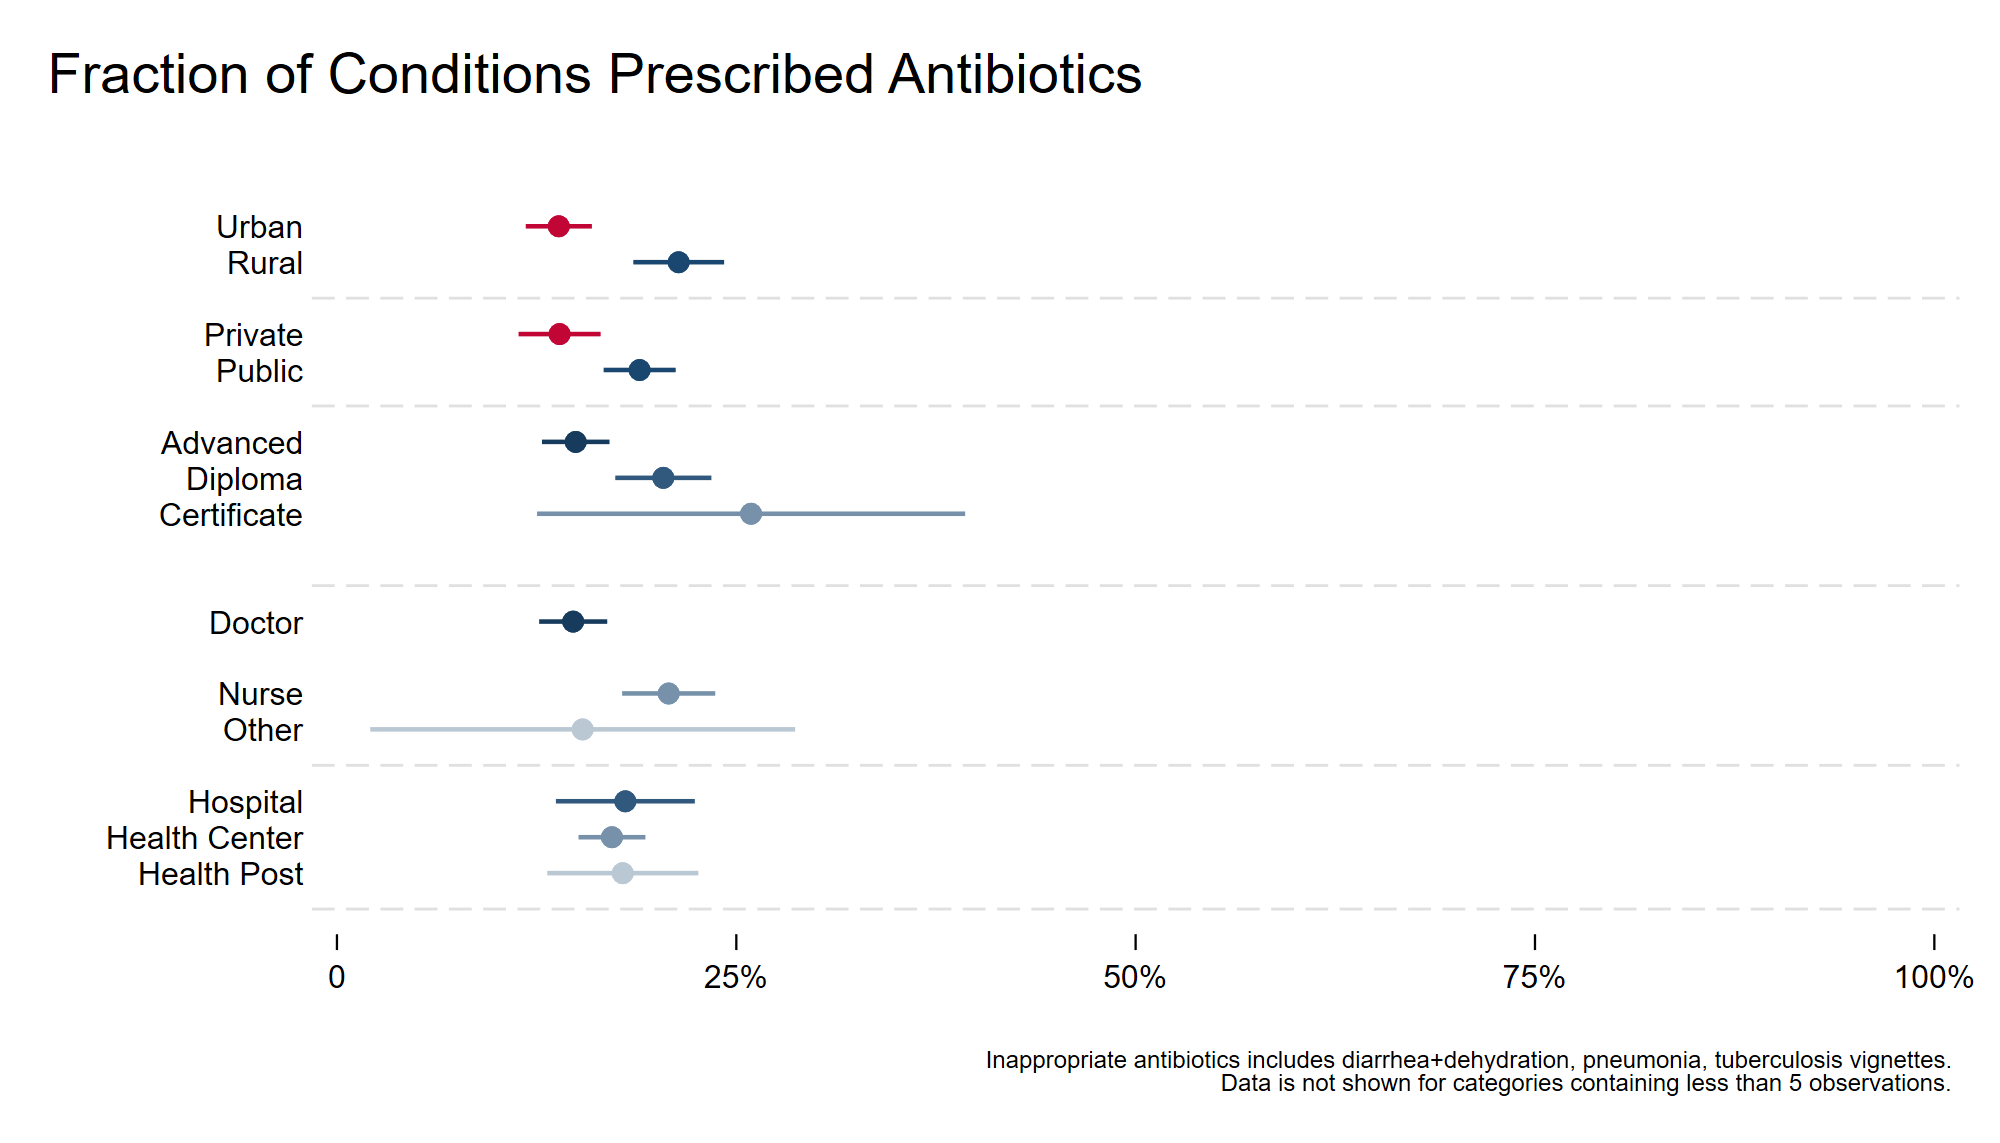 Fraction of Conditions Prescribed Antibiotics
Urban
Rural
Private
Public
Advanced
Diploma
Certificate
Doctor
Nurse
Other
Hospital
Health Center
Health Post
0 25% 50% 75% 100%
Inappropriate antibiotics includes diarrhea+dehydration, pneumonia, tuberculosis vignettes.
Data is not shown for categories containing less than 5 observations.